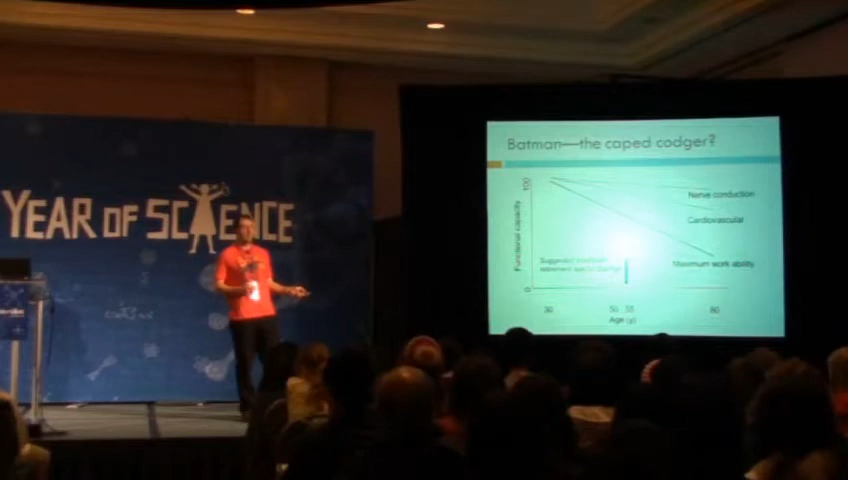 YEAR OF SCIENCE
Batman—the caped codger?
100
Functional capacity
0
Nerve conduction
Cardiovascular
Maximum work ability
30
50 55
80
Age (y)